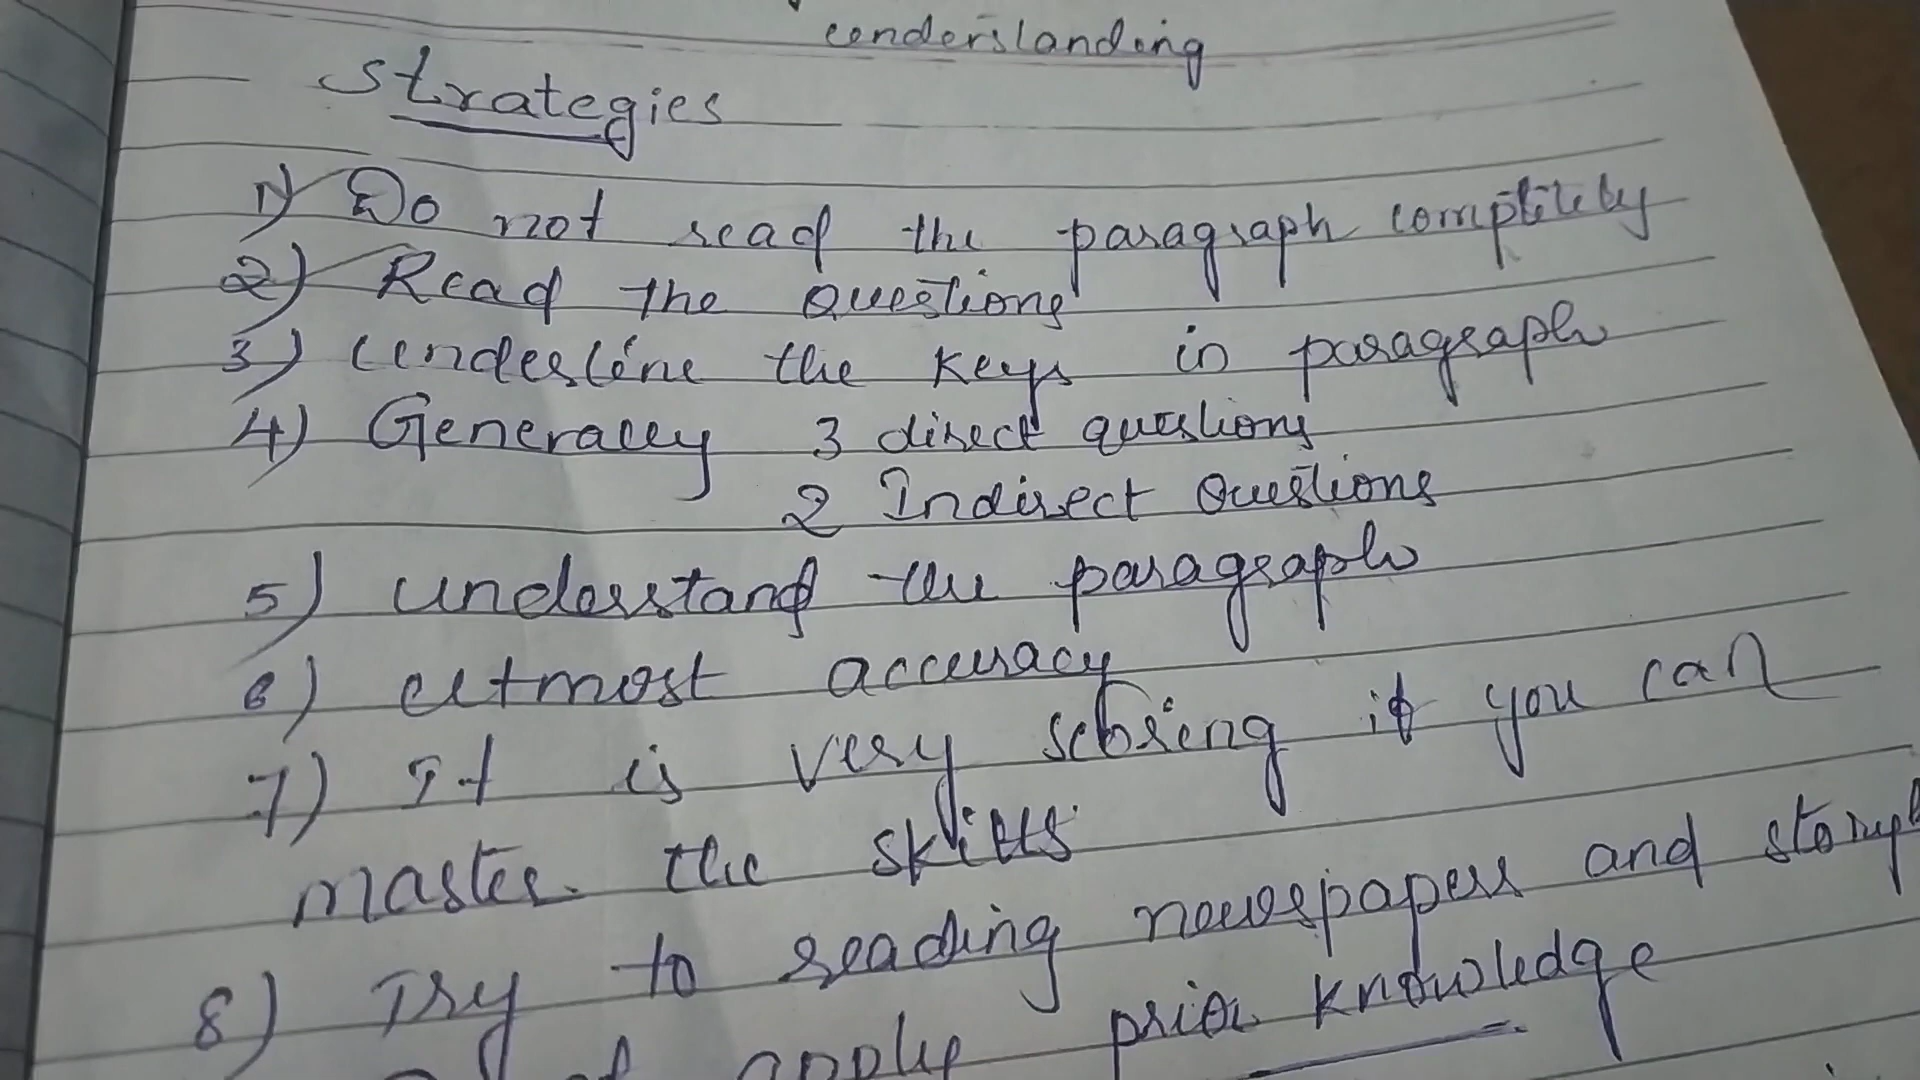 understanding
Strategies
1) Do not read the paragraph completely
2) Read the Questions
3) underline the keys in paragraph
4) Generally 3 direct questions
2 Indirect Questions
5) understand the paragraph
6) utmost accuracy
7) It is very scoring if you can
master the skills
8) Try to reading newspapers and
apply prior knowledge